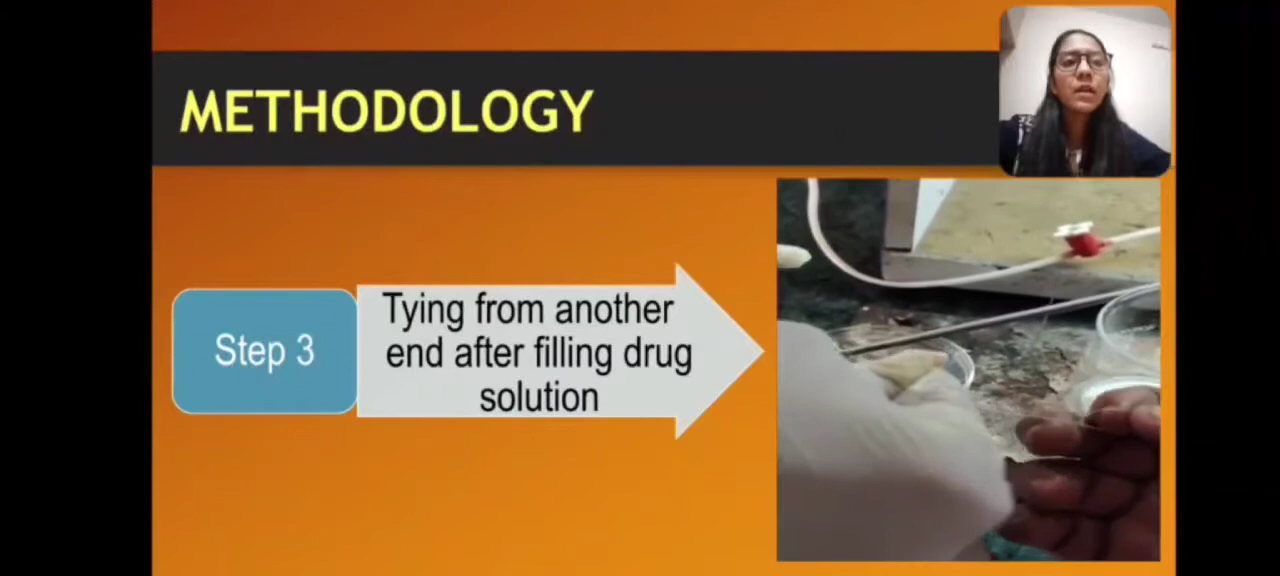 METHODOLOGY
Step 3
Tying from another
end after filling drug
solution